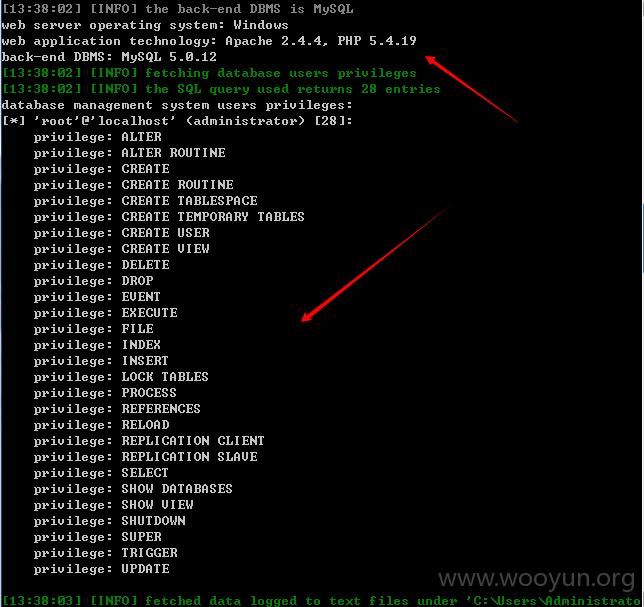 [13:38:02] [INFO] the back-end DBMS is MySQL
web server operating system: Windows
web application technology: Apache 2.4.4, PHP 5.4.19
back-end DBMS: MySQL 5.0.12
[13:38:02] [INFO] fetching database users privileges
[13:38:02] [INFO] the SQL query used returns 28 entries
database management system users privileges:
[*] 'root'@'localhost' (administrator) [28]:
    privilege: ALTER
    privilege: ALTER ROUTINE
    privilege: CREATE
    privilege: CREATE ROUTINE
    privilege: CREATE TABLESPACE
    privilege: CREATE TEMPORARY TABLES
    privilege: CREATE USER
    privilege: CREATE VIEW
    privilege: DELETE
    privilege: DROP
    privilege: EVENT
    privilege: EXECUTE
    privilege: FILE
    privilege: INDEX
    privilege: INSERT
    privilege: LOCK TABLES
    privilege: PROCESS
    privilege: REFERENCES
    privilege: RELOAD
    privilege: REPLICATION CLIENT
    privilege: REPLICATION SLAVE
    privilege: SELECT
    privilege: SHOW DATABASES
    privilege: SHOW VIEW
    privilege: SHUTDOWN
    privilege: SUPER
    privilege: TRIGGER
    privilege: UPDATE
www.wooyun.org
[13:38:03] [INFO] fetched data logged to text files under 'C:\Users\Administrato